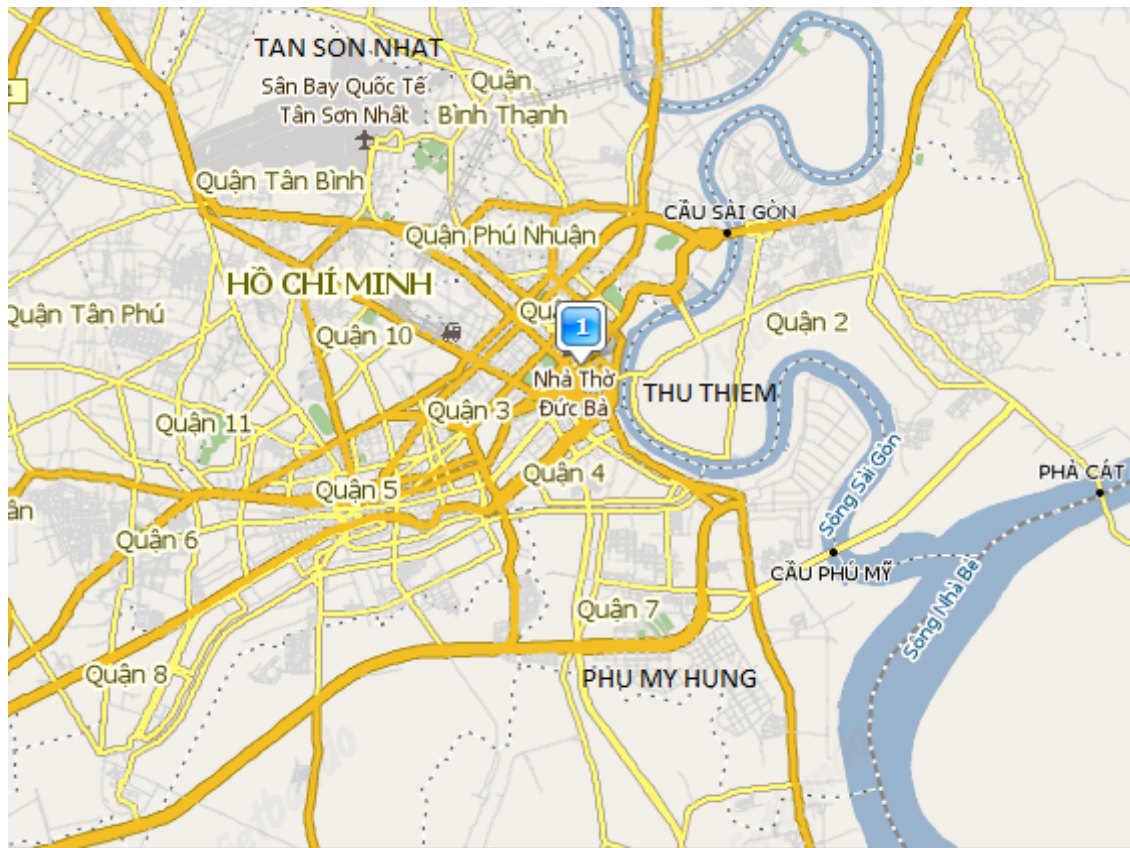 TAN SON NHAT
Sân Bay Quốc Tế
Tân Sơn Nhất
Quận
Bình Thạnh
1
Quận Tân Bình
CẦU SÀI GÒN
Quận Phú Nhuận
HỒ CHÍ MINH
Quận Tân Phú
Quận 10
1
Quận 2
Nhà Thờ
Đức Bà
THU THIEM
Quận 3
Quận 11
Quận 4
Sông Sài Gòn
PHÀ CÁT
Quận 5
Quận 6
CẦU PHÚ MỸ
Sông Nhà Bè
Quận 7
Quận 8
PHU MY HUNG